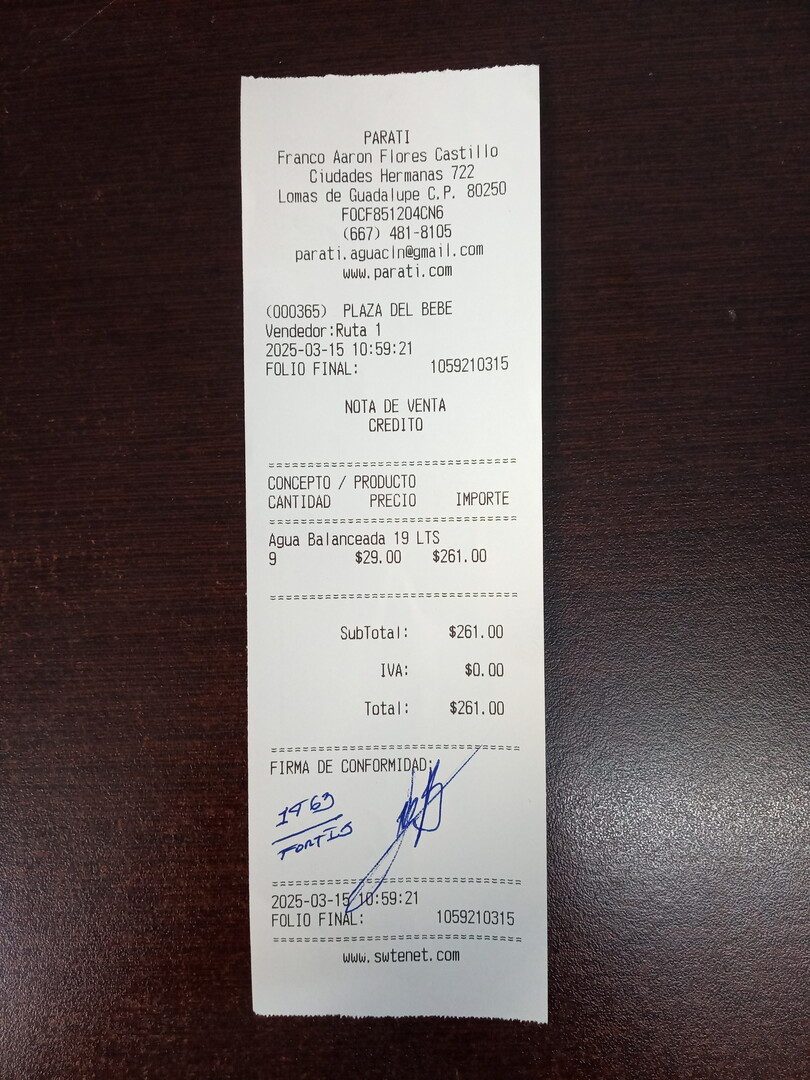 PARATI
Franco Aaron Flores Castillo
Ciudades Hermanas 722
Lomas de Guadalupe C.P. 80250
FOCF851204CN6
(667) 481-8105
parati.aguacln@gmail.com
www.parati.com
(000365) PLAZA DEL BEBE
Vendedor:Ruta 1
2025-03-15 10:59:21
FOLIO FINAL: 1059210315
NOTA DE VENTA
CREDITO
================================
CONCEPTO / PRODUCTO
CANTIDAD PRECIO IMPORTE
================================
Agua Balanceada 19 LTS
9 $29.00 $261.00
================================
SubTotal: $261.00
IVA: $0.00
Total: $261.00
================================
FIRMA DE CONFORMIDAD:
FORTIS
================================
2025-03-15 10:59:21
FOLIO FINAL: 1059210315
================================
www.swtenet.com